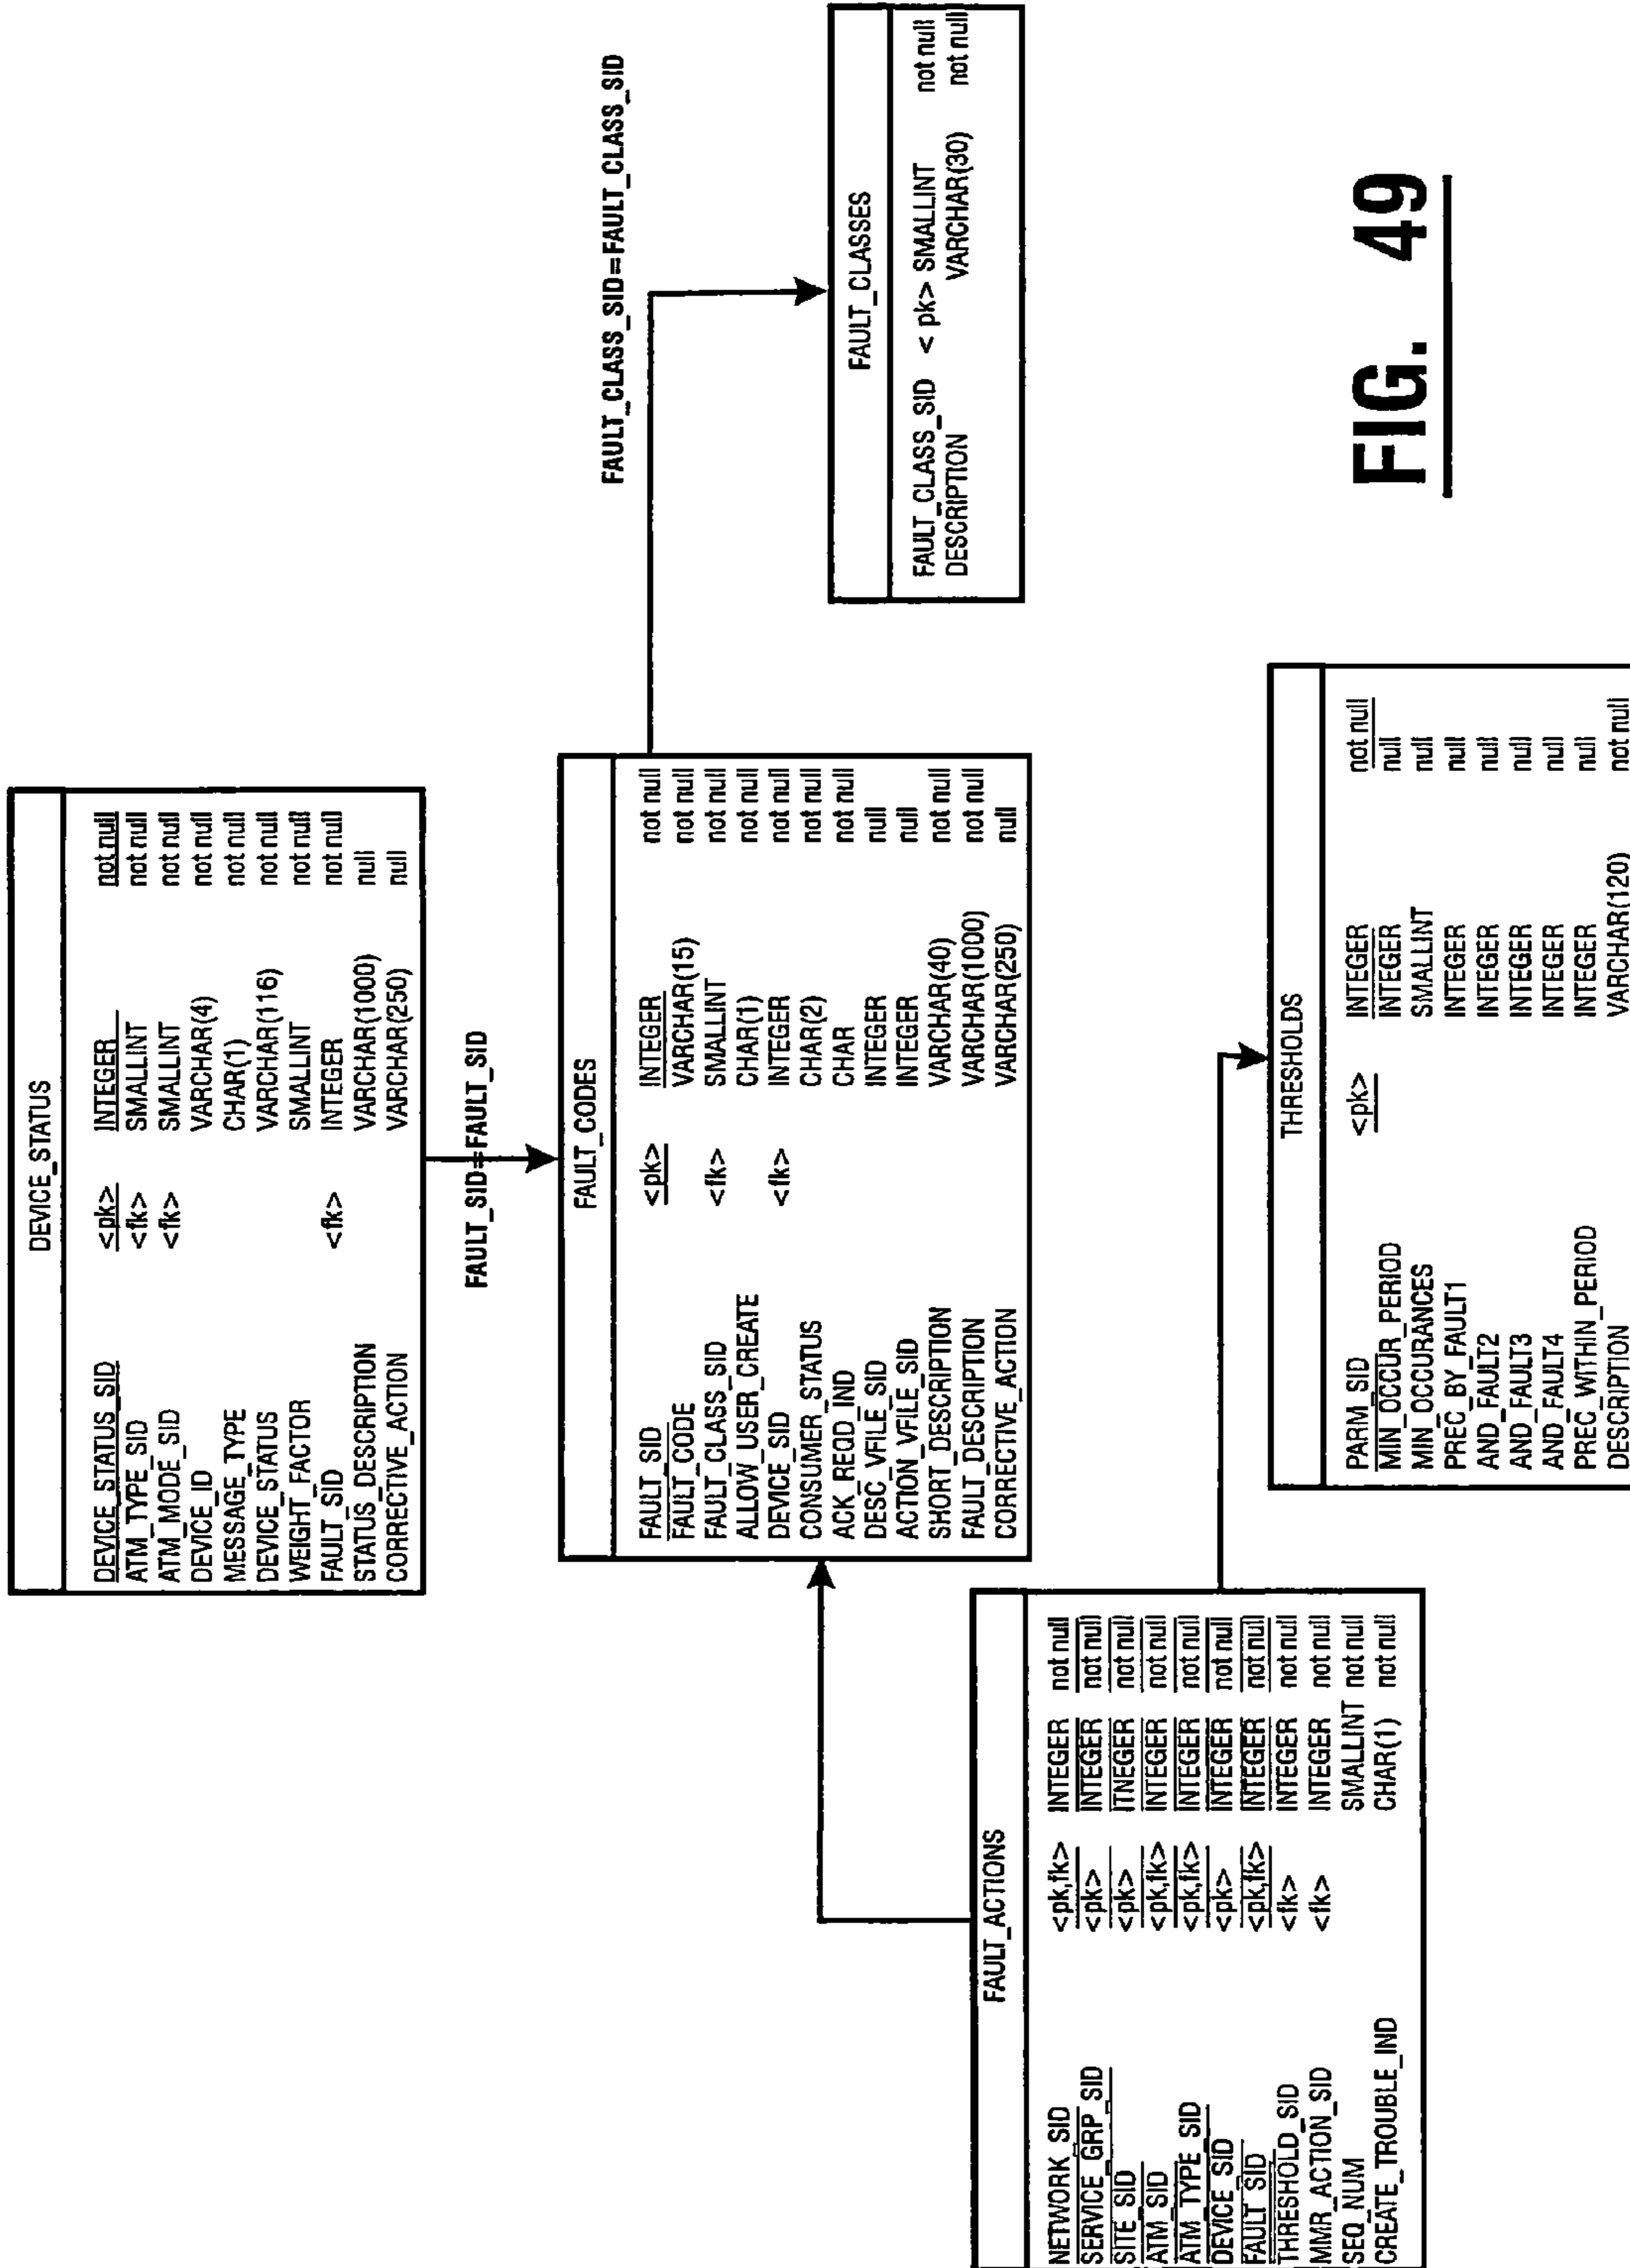 DEVICE_STATUS
DEVICE_STATUS_SID <pk> INTEGER not null
ATM_TYPE_SID <fk> SMALLINT not null
ATM_MODE_SID <fk> SMALLINT not null
DEVICE_ID VARCHAR(4) not null
MESSAGE_TYPE CHAR(1) not null
DEVICE_STATUS VARCHAR(116) not null
WEIGHT_FACTOR SMALLINT not null
FAULT_SID <fk> INTEGER not null
STATUS_DESCRIPTION VARCHAR(1000) null
CORRECTIVE_ACTION VARCHAR(250) null
FAULT_SID=FAULT_SID
FAULT_CODES
FAULT_SID <pk> INTEGER not null
FAULT_CODE VARCHAR(15) not null
FAULT_CLASS_SID <fk> SMALLINT not null
ALLOW_USER_CREATE CHAR(1) not null
DEVICE_SID <fk> INTEGER not null
CONSUMER_STATUS CHAR(2) not null
ACK_REQD_IND CHAR not null
DESC_VFILE_SID INTEGER null
ACTION_VFILE_SID INTEGER null
SHORT_DESCRIPTION VARCHAR(40) not null
FAULT_DESCRIPTION VARCHAR(1000) not null
CORRECTIVE_ACTION VARCHAR(250) null
FAULT_CLASS_SID=FAULT_CLASS_SID
FAULT_CLASSES
FAULT_CLASS_SID < pk> SMALLINT not null
DESCRIPTION VARCHAR(30) not null
FAULT_ACTIONS
NETWORK_SID <pk,fk> INTEGER not null
SERVICE_GRP_SID <pk> INTEGER not null
SITE_SID <pk> ITNEGER not null
ATM_SID <pk,fk> INTEGER not null
ATM_TYPE_SID <pk,fk> INTEGER not null
DEVICE_SID <pk> INTEGER not null
FAULT_SID <pk,fk> INTEGER not null
THRESHOLD_SID <fk> INTEGER not null
MMR_ACTION_SID <fk> INTEGER not null
SEQ_NUM SMALLINT not null
CREATE_TROUBLE_IND CHAR(1) not null
THRESHOLDS
PARM_SID <pk> INTEGER not null
MIN_OCCUR_PERIOD INTEGER null
MIN_OCCURANCES SMALLINT null
PREC_BY_FAULT1 INTEGER null
AND_FAULT2 INTEGER null
AND_FAULT3 INTEGER null
AND_FAULT4 INTEGER null
PREC_WITHIN_PERIOD INTEGER null
DESCRIPTION VARCHAR(120) not null
FIG. 49